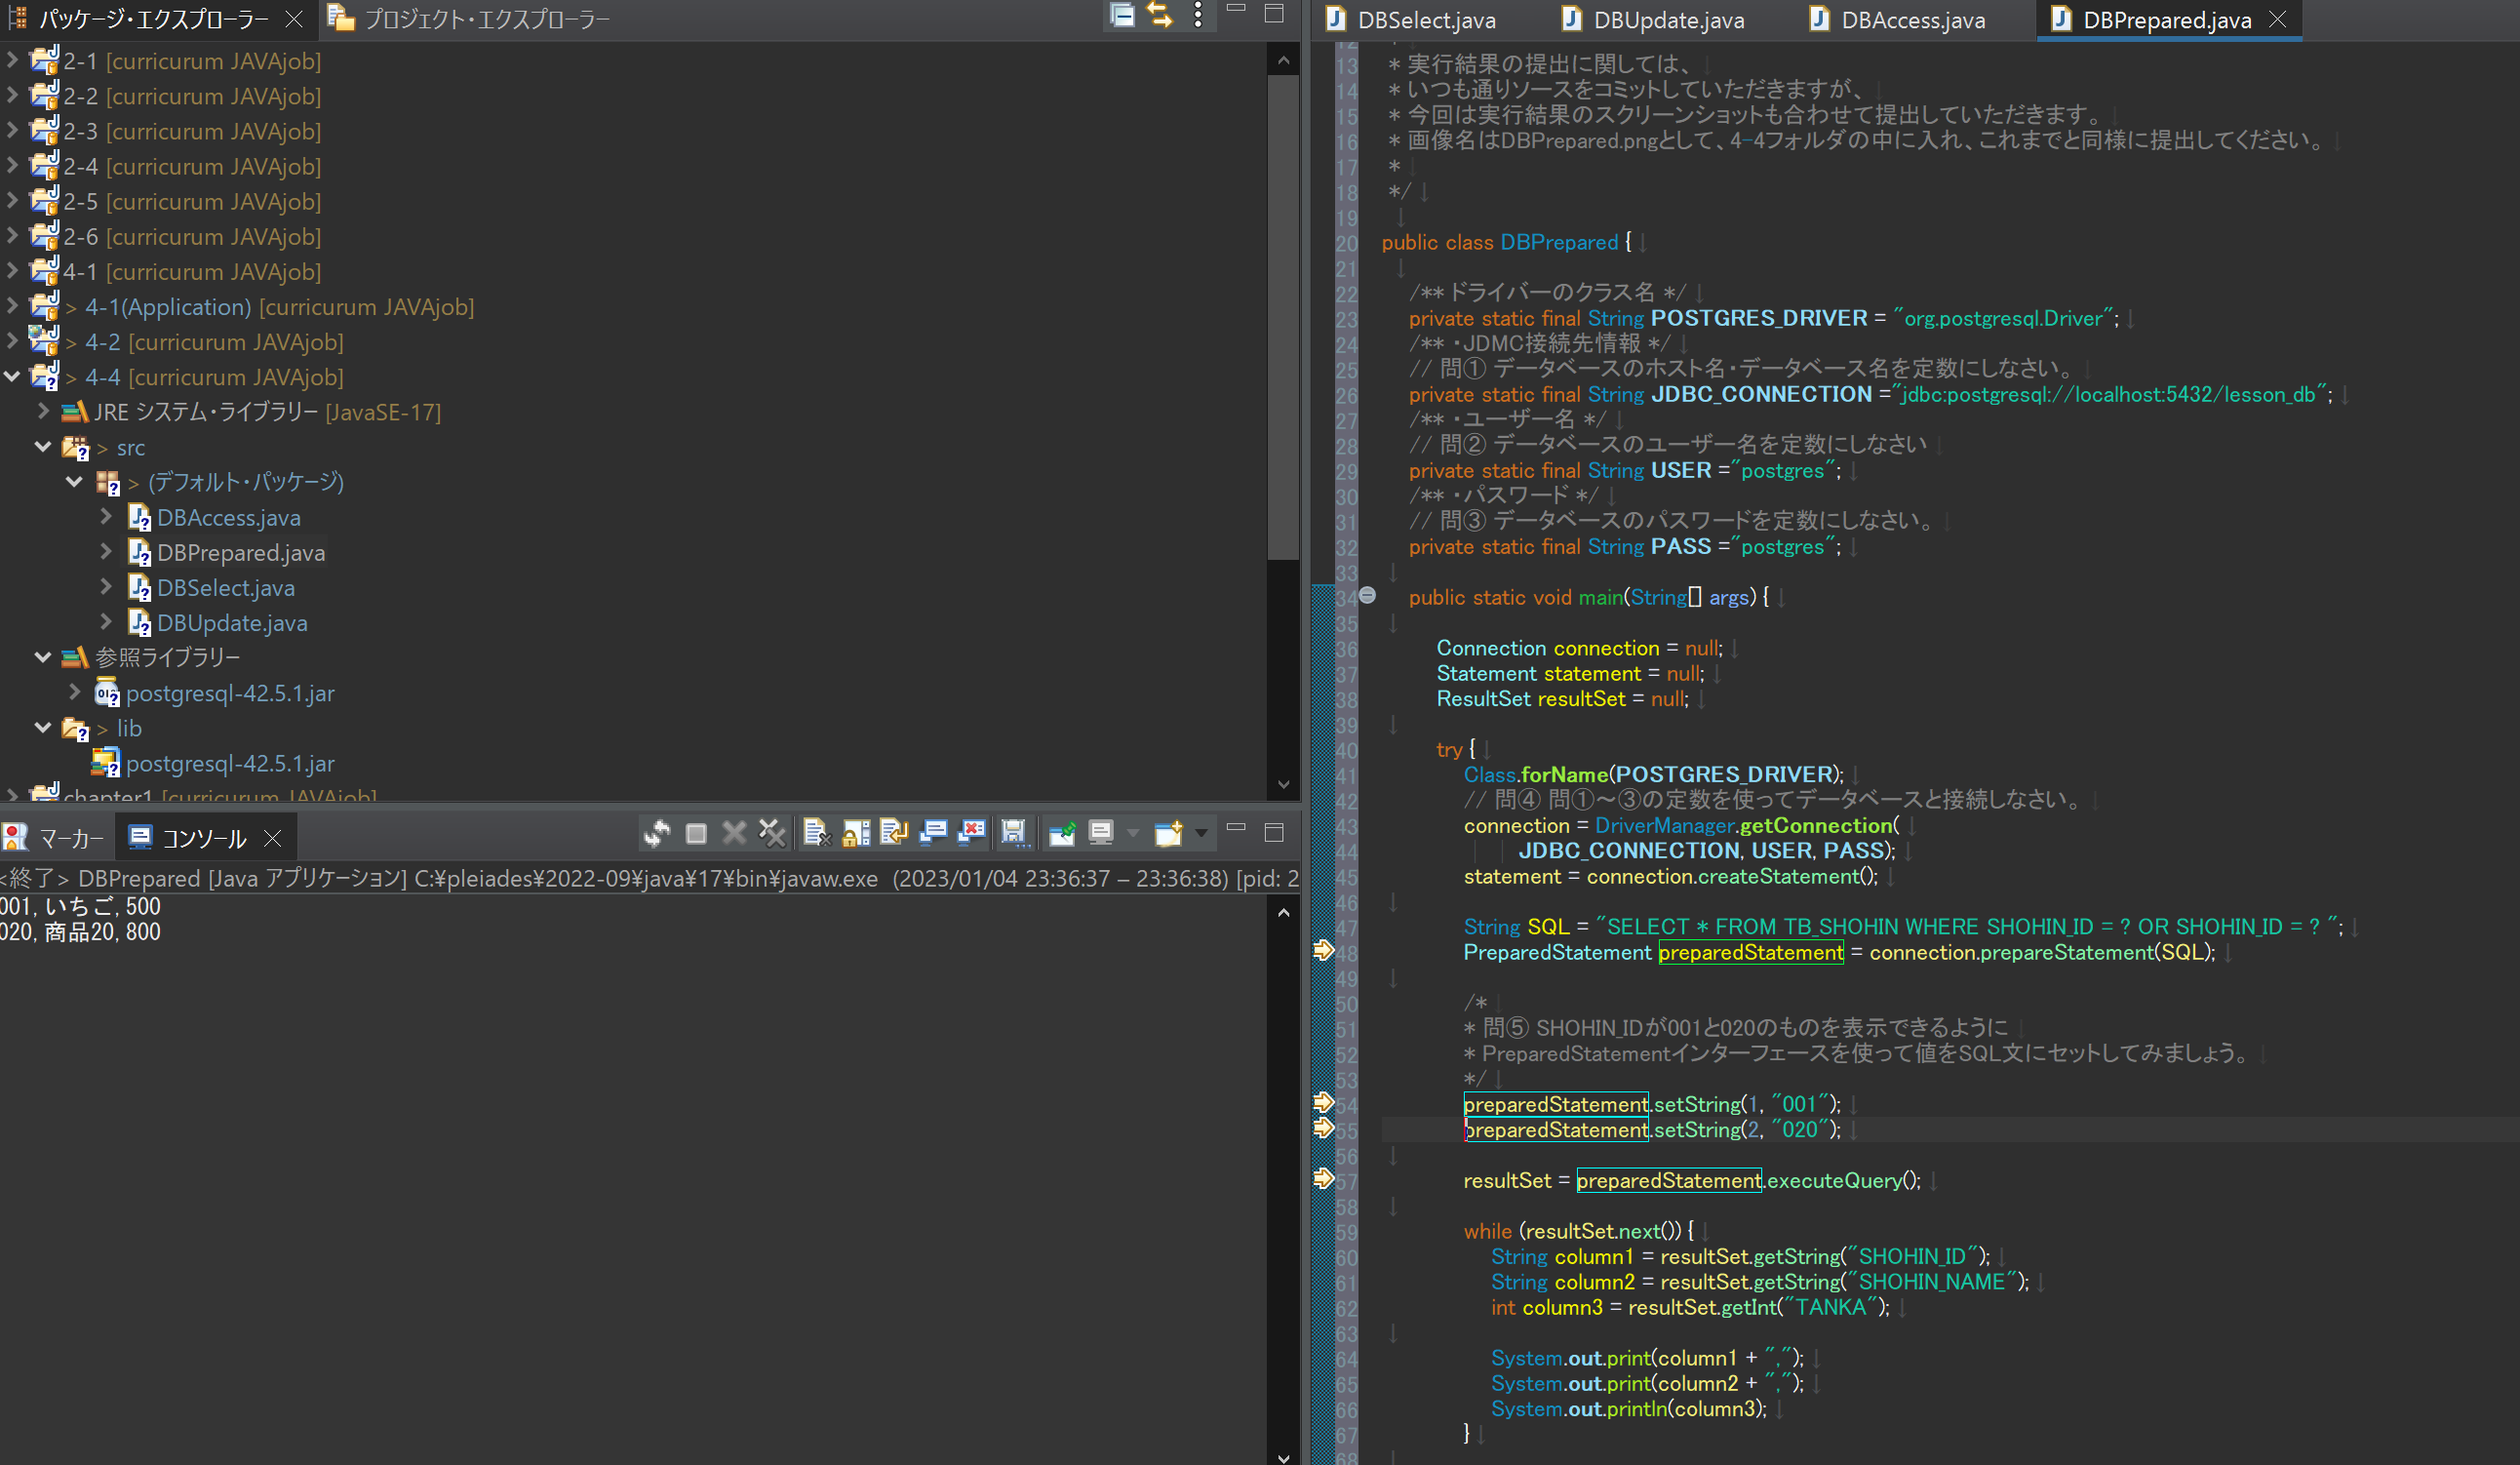 パッケージ・エクスプローラー
プロジェクト・エクスプローラー
2-1 [curricurum JAVAjob]
2-2 [curricurum JAVAjob]
2-3 [curricurum JAVAjob]
2-4 [curricurum JAVAjob]
2-5 [curricurum JAVAjob]
2-6 [curricurum JAVAjob]
4-1 [curricurum JAVAjob]
> 4-1(Application) [curricurum JAVAjob]
> 4-2 [curricurum JAVAjob]
> 4-4 [curricurum JAVAjob]
JRE システム・ライブラリー [JavaSE-17]
> src
> (デフォルト・パッケージ)
DBAccess.java
DBPrepared.java
DBSelect.java
DBUpdate.java
参照ライブラリー
postgresql-42.5.1.jar
> lib
postgresql-42.5.1.jar
chapter1 [curricurum JAVAjob]
マーカー
コンソール
<終了> DBPrepared [Java アプリケーション] C:¥pleiades¥2022-09¥java¥17¥bin¥javaw.exe (2023/01/04 23:36:37 – 23:36:38) [pid: 2
001,いちご,500
020,商品20,800
DBSelect.java
DBUpdate.java
DBAccess.java
DBPrepared.java
12 *
13 * 実行結果の提出に関しては、
14 * いつも通りソースをコミットしていただきますが、
15 * 今回は実行結果のスクリーンショットも合わせて提出していただきます。
16 * 画像名はDBPrepared.pngとして、4-4フォルダの中に入れ、これまでと同様に提出してください。
17 *
18 */
19
20 public class DBPrepared {
21
22 /** ドライバーのクラス名 */
23 private static final String POSTGRES_DRIVER = "org.postgresql.Driver";
24 /** ・JDMC接続先情報 */
25 // 問① データベースのホスト名・データベース名を定数にしなさい。
26 private static final String JDBC_CONNECTION ="jdbc:postgresql://localhost:5432/lesson_db";
27 /** ・ユーザー名 */
28 // 問② データベースのユーザー名を定数にしなさい
29 private static final String USER ="postgres";
30 /** ・パスワード */
31 // 問③ データベースのパスワードを定数にしなさい。
32 private static final String PASS ="postgres";
33
34 public static void main(String[] args) {
35
36 Connection connection = null;
37 Statement statement = null;
38 ResultSet resultSet = null;
39
40 try {
41 Class.forName(POSTGRES_DRIVER);
42 // 問④ 問①～③の定数を使ってデータベースと接続しなさい。
43 connection = DriverManager.getConnection(
44 JDBC_CONNECTION, USER, PASS);
45 statement = connection.createStatement();
46
47 String SQL = "SELECT * FROM TB_SHOHIN WHERE SHOHIN_ID = ? OR SHOHIN_ID = ? ";
48 PreparedStatement preparedStatement = connection.prepareStatement(SQL);
49
50 /*
51 * 問⑤ SHOHIN_IDが001と020のものを表示できるように
52 * PreparedStatementインターフェースを使って値をSQL文にセットしてみましょう。
53 */
54 preparedStatement.setString(1, "001");
55 preparedStatement.setString(2, "020");
56
57 resultSet = preparedStatement.executeQuery();
58
59 while (resultSet.next()) {
60 String column1 = resultSet.getString("SHOHIN_ID");
61 String column2 = resultSet.getString("SHOHIN_NAME");
62 int column3 = resultSet.getInt("TANKA");
63
64 System.out.print(column1 + ",");
65 System.out.print(column2 + ",");
66 System.out.println(column3);
67 }
68